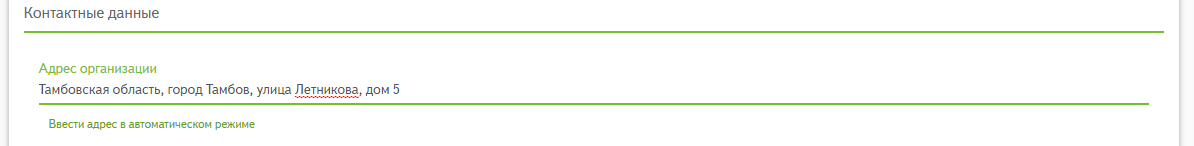 Контактные данные
Адрес организации
Тамбовская область, город Тамбов, улица Летникова, дом 5
Ввести адрес в автоматическом режиме